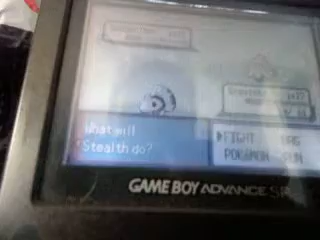 What will
Stealth do?
FIGHT BAG
POKéMON RUN
GAME BOY ADVANCE SP